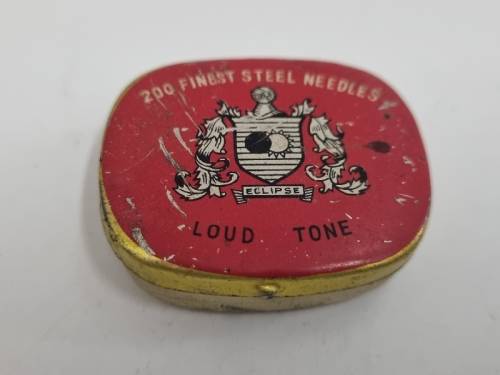 200 FINEST STEEL NEEDLES
ECLIPSE
LOUD TONE